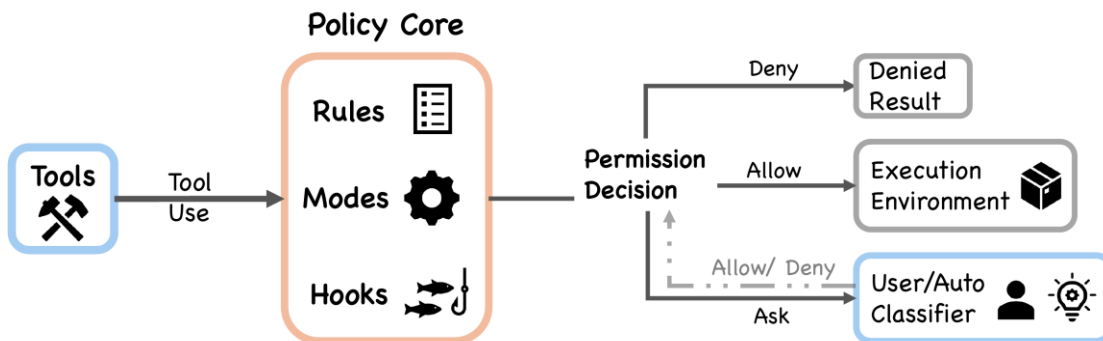 Policy Core
Rules
Modes
Hooks
Tools
Tool
Use
Permission
Decision
Deny
Denied
Result
Allow
Execution
Environment
Allow/ Deny
Ask
User/Auto
Classifier